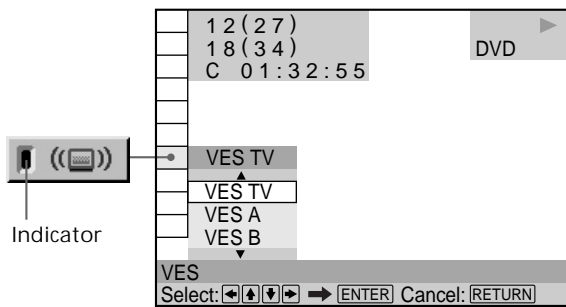 12(27)
18(34)
C 01:32:55
DVD
VES TV
VES TV
VES A
VES B
Indicator
VES
Select: ENTER Cancel: RETURN